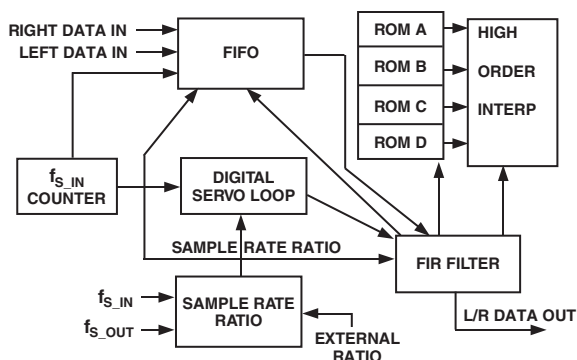 RIGHT DATA IN
LEFT DATA IN
FIFO
ROM A
ROM B
ROM C
ROM D
HIGH
ORDER
INTERP
fS_IN
COUNTER
DIGITAL
SERVO LOOP
SAMPLE RATE RATIO
FIR FILTER
fS_IN
fS_OUT
SAMPLE RATE
RATIO
EXTERNAL
RATIO
L/R DATA OUT